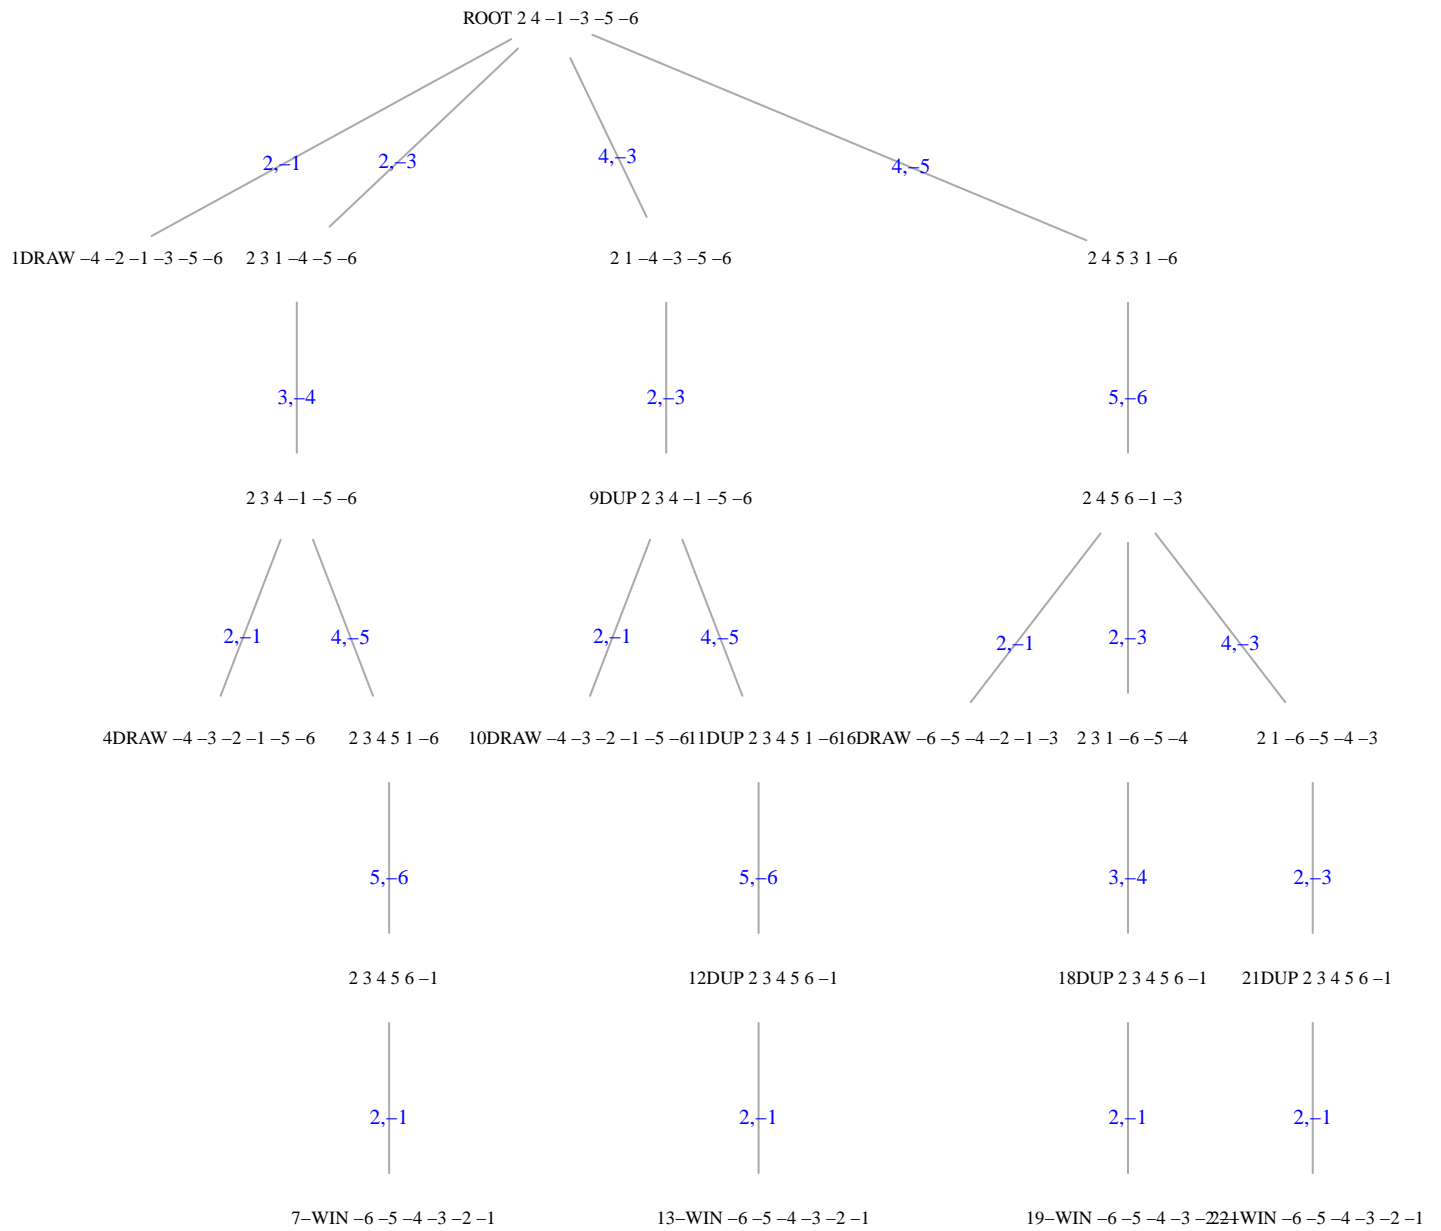 ROOT 2 4 –1 –3 –5 –6
2,–1 2,–3 4,–3 4,–5
1DRAW –4 –2 –1 –3 –5 –6 2 3 1 –4 –5 –6 2 1 –4 –3 –5 –6 2 4 5 3 1 –6
3,–4 2,–3 5,–6
2 3 4 –1 –5 –6 9DUP 2 3 4 –1 –5 –6 2 4 5 6 –1 –3
2,–1 4,–5 2,–1 4,–5 2,–1 2,–3 4,–3
4DRAW –4 –3 –2 –1 –5 –6 2 3 4 5 1 –6 10DRAW –4 –3 –2 –1 –5 –6 11DUP 2 3 4 5 1 –6 16DRAW –6 –5 –4 –2 –1 –3 2 3 1 –6 –5 –4 2 1 –6 –5 –4 –3
5,–6 5,–6 3,–4 2,–3
2 3 4 5 6 –1 12DUP 2 3 4 5 6 –1 18DUP 2 3 4 5 6 –1 21DUP 2 3 4 5 6 –1
2,–1 2,–1 2,–1 2,–1
7–WIN –6 –5 –4 –3 –2 –1 13–WIN –6 –5 –4 –3 –2 –1 19–WIN –6 –5 –4 –3 –2 –1 22–WIN –6 –5 –4 –3 –2 –1